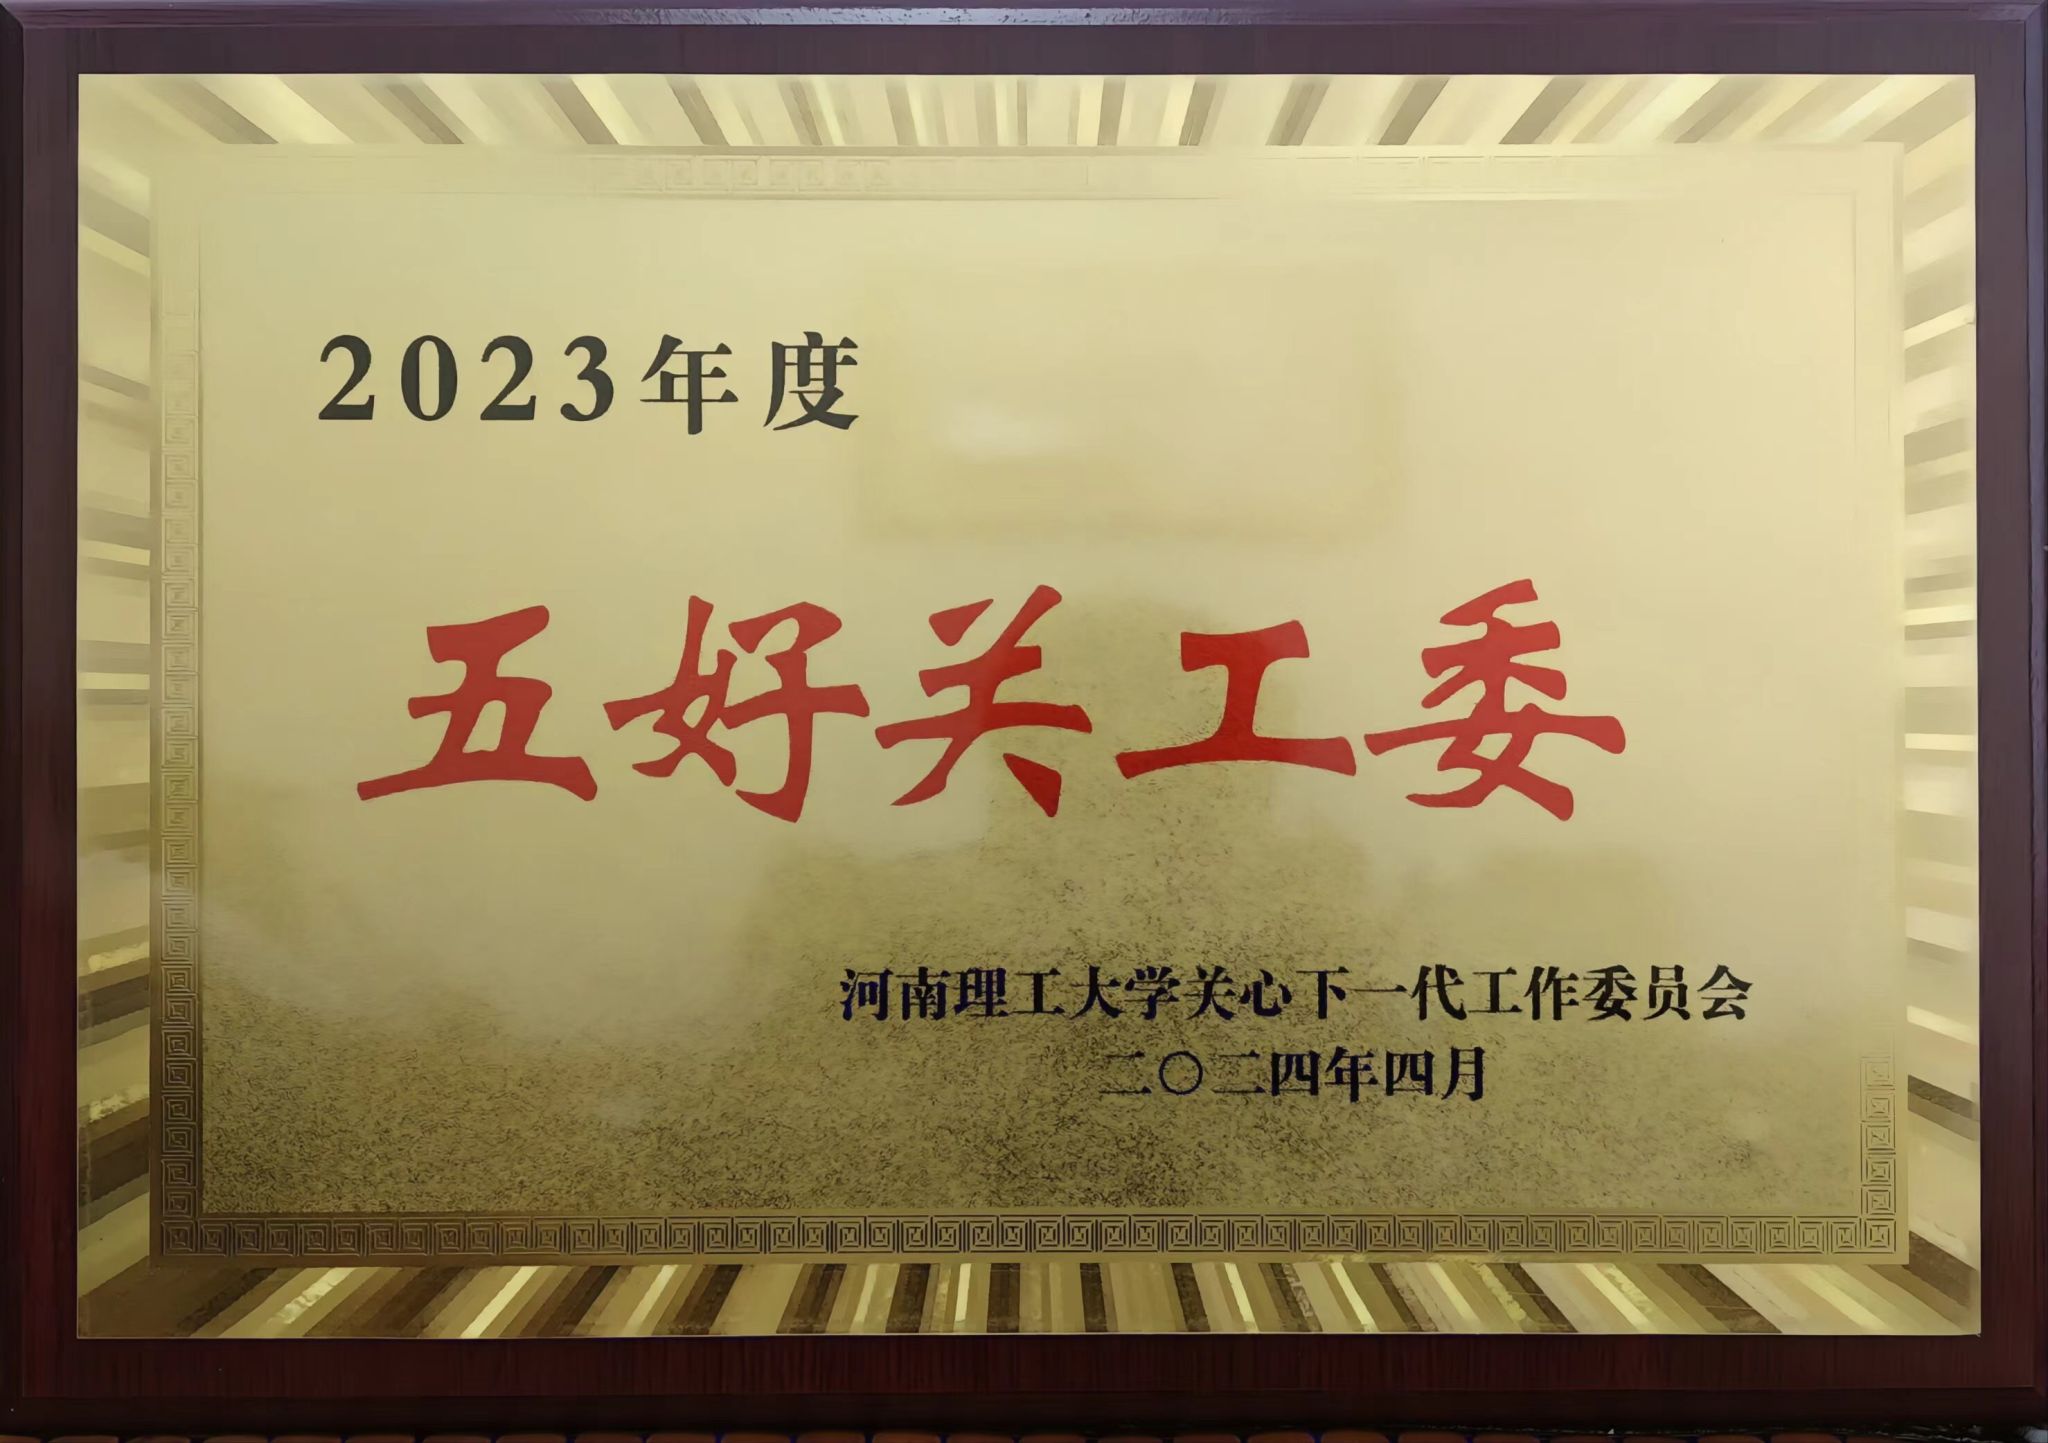 2023年度
五好关工委
河南理工大学关心下一代工作委员会
二〇二四年四月